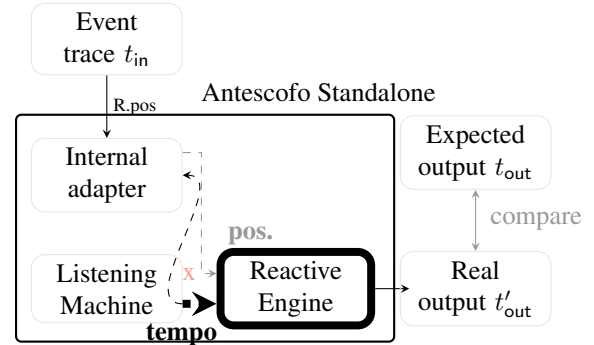 Event
trace t_in
R.pos
Antescofo Standalone
Internal
adapter
Expected
output t_out
compare
pos.
Listening
Machine
x
tempo
Reactive
Engine
Real
output t'_out